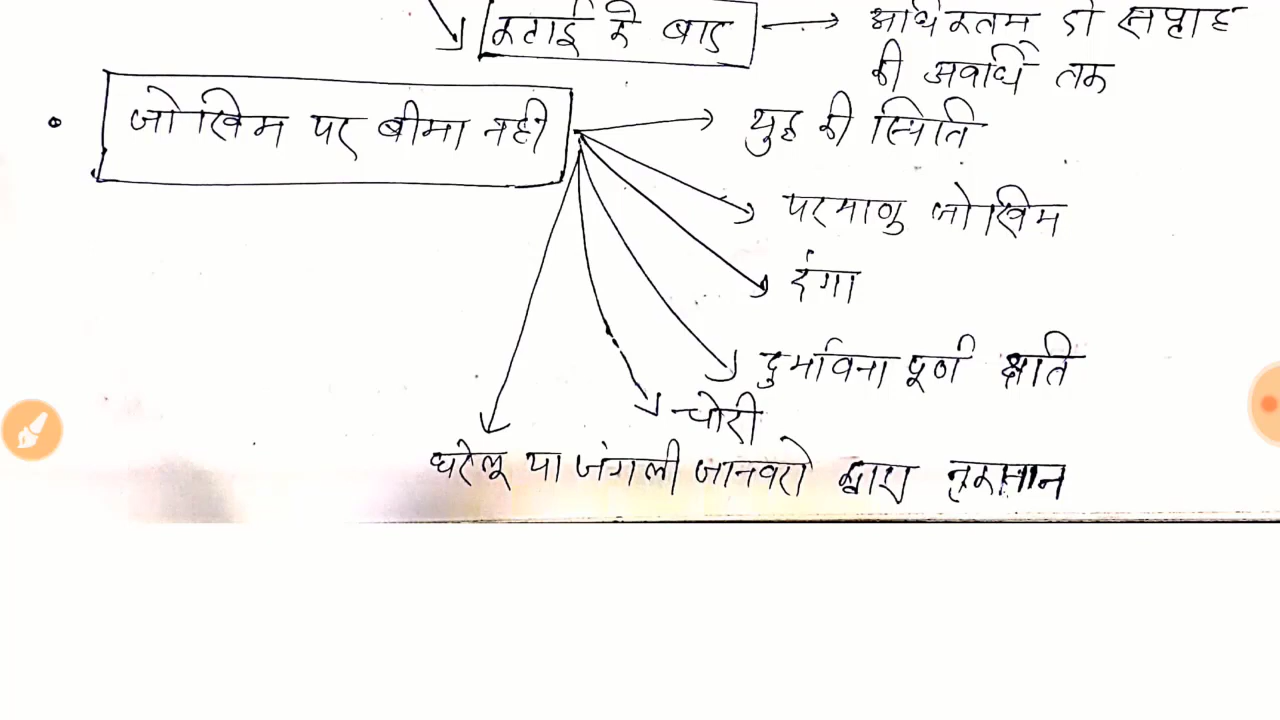 कटाई के बाद
अधिकतम दो सप्ताह
की अवधि तक
जोखिम पर बीमा नही
युद्ध की स्थिति
परमाणु जोखिम
दंगा
दुर्भावना पूर्ण क्षति
चोरी
घरेलू या जंगली जानवरो द्वारा नुकसान